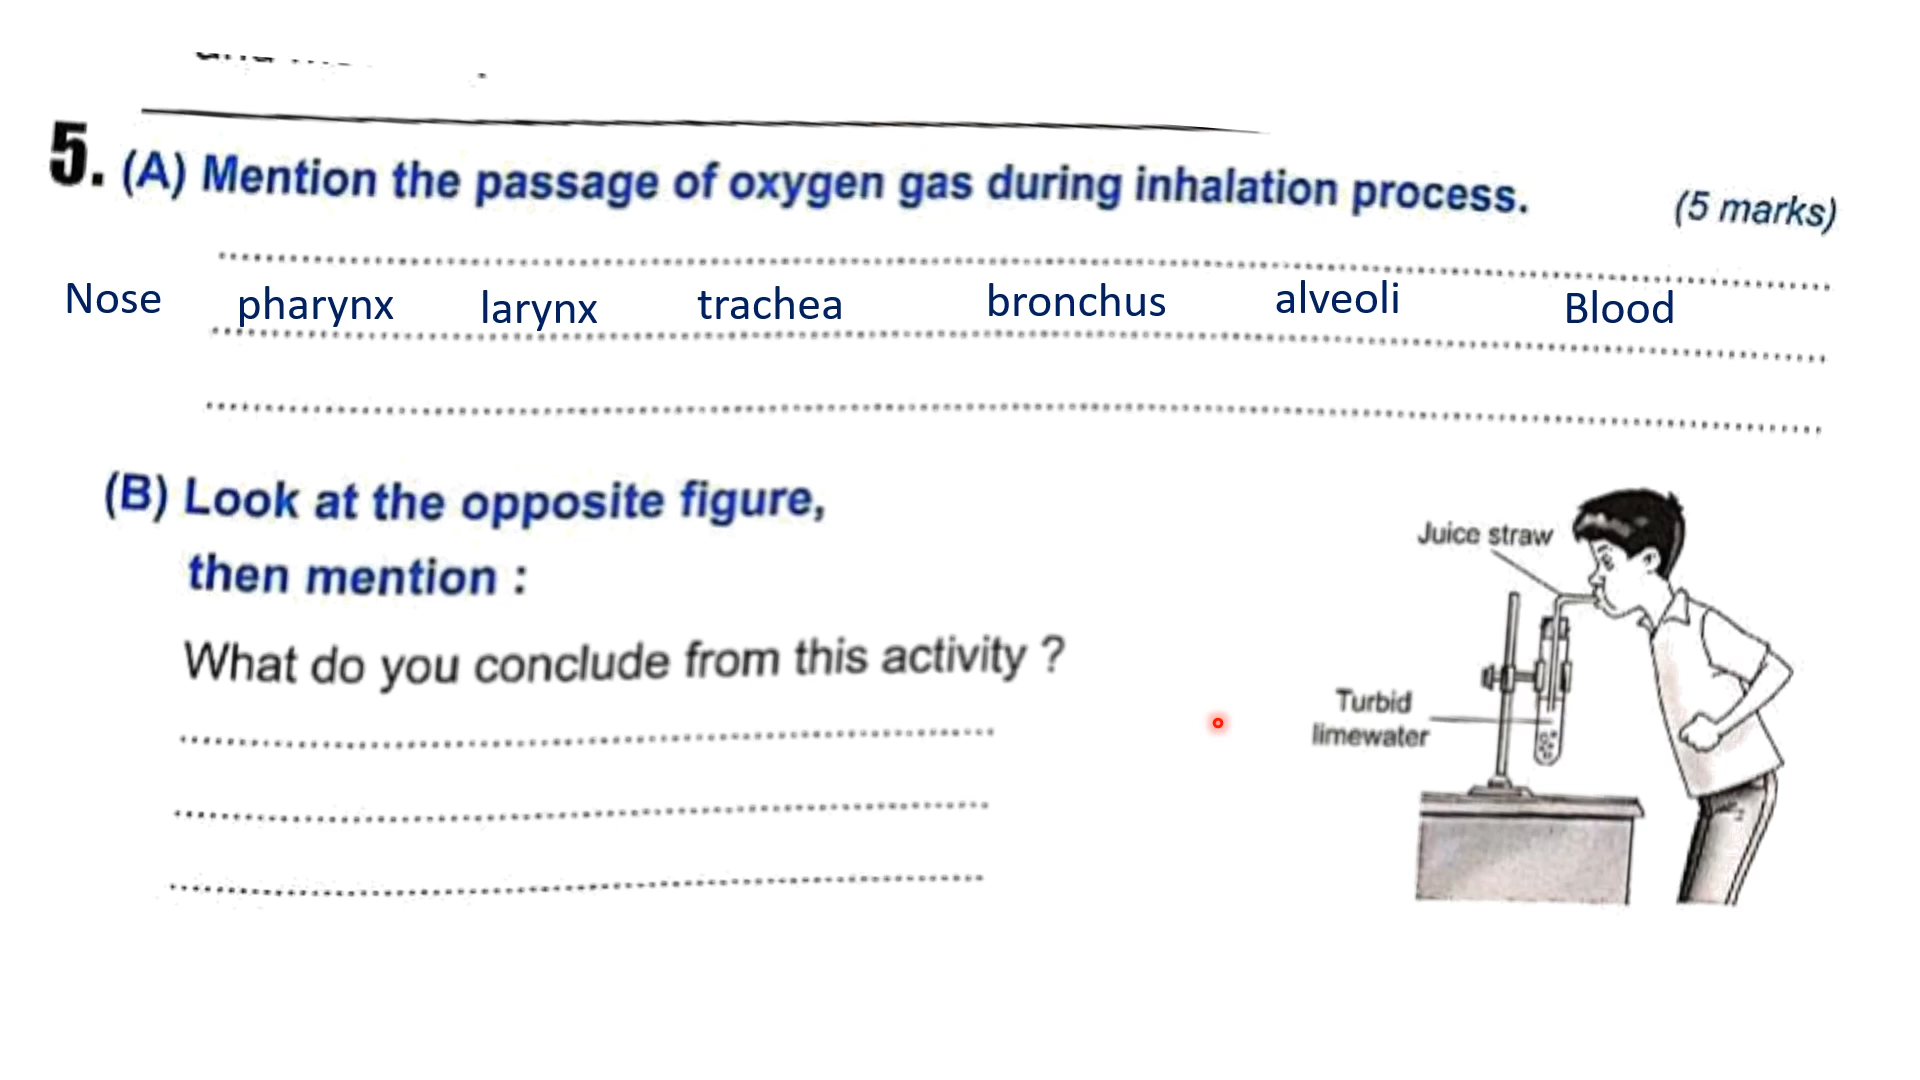 5. (A) Mention the passage of oxygen gas during inhalation process. (5 marks)
Nose pharynx larynx trachea bronchus alveoli Blood
(B) Look at the opposite figure,
then mention :
What do you conclude from this activity ?
Juice straw
Turbid
limewater